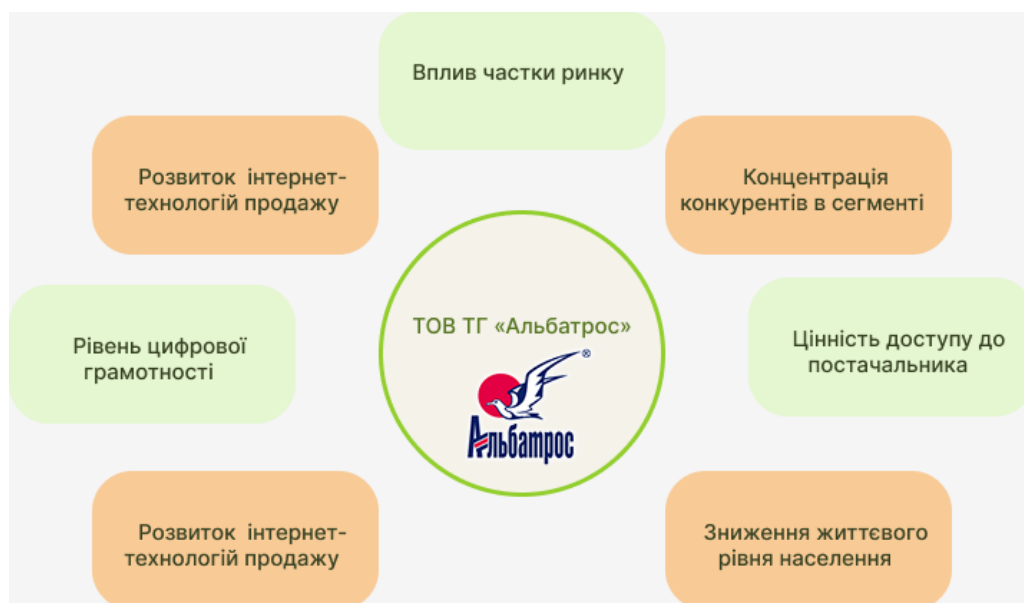 Вплив частки ринку
Розвиток інтернет-
технологій продажу
Концентрація
конкурентів в сегменті
ТОВ ТГ «Альбатрос»
®
Альбатрос
Рівень цифрової
грамотності
Цінність доступу до
постачальника
Розвиток інтернет-
технологій продажу
Зниження життєвого
рівня населення